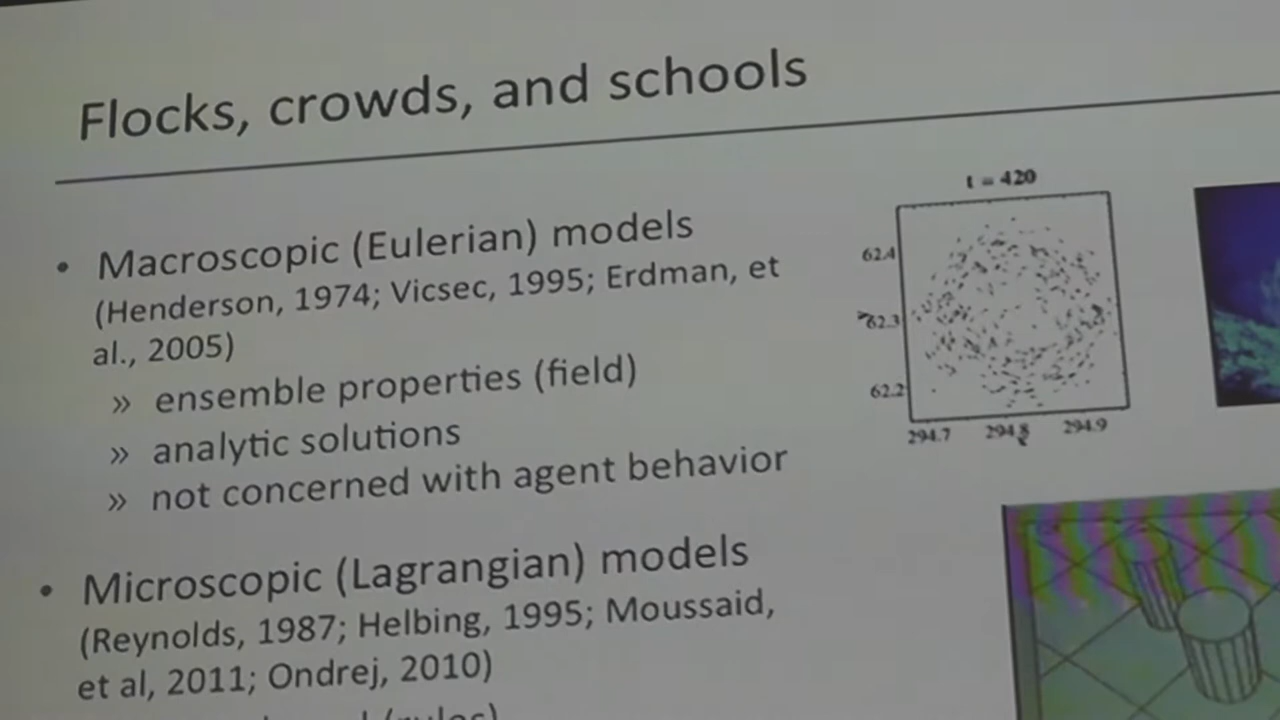 Flocks, crowds, and schools
• Macroscopic (Eulerian) models
(Henderson, 1974; Vicsec, 1995; Erdman, et
al., 2005)
» ensemble properties (field)
» analytic solutions
» not concerned with agent behavior
• Microscopic (Lagrangian) models
(Reynolds, 1987; Helbing, 1995; Moussaid,
et al, 2011; Ondrej, 2010)
(rules)
t = 420
62.4
62.3
62.2
294.7 294.8 294.9